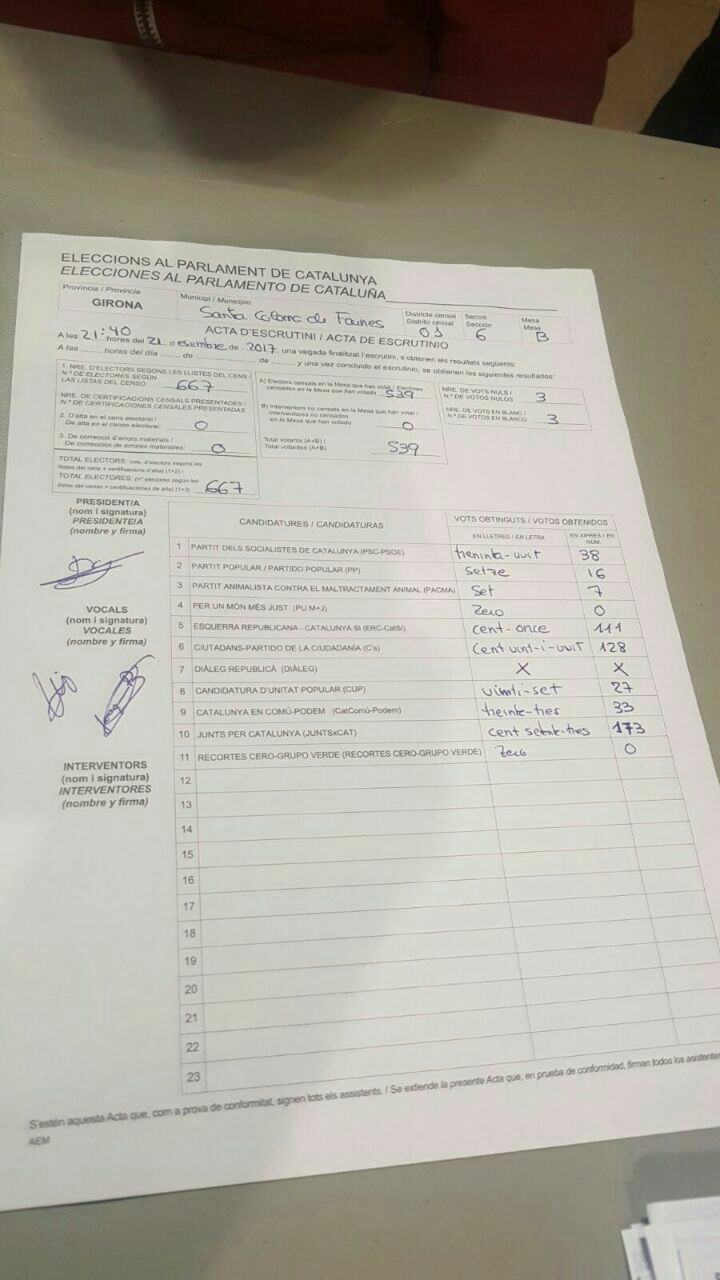 ELECCIONS AL PARLAMENT DE CATALUNYA
ELECCIONES AL PARLAMENTO DE CATALUÑA
Província / Provincia
GIRONA
Municipi / Municipio
Santa Coloma de Farnes
Districte censal
Distrito censal
01
Secció
Sección
6
Mesa
Mesa
B
ACTA D'ESCRUTINI / ACTA DE ESCRUTINIO
A les 21:40 hores del 21 d desembre de 2017 una vegada finalitzat l'escrutini, s'obtenen els resultats següents:
A las ........ horas del día ....... de ........................ de ........, y una vez concluido el escrutinio, se obtienen los siguientes resultados:
1. NRE. D'ELECTORS SEGONS LES LLISTES DEL CENS /
N.º DE ELECTORES SEGÚN
LAS LISTAS DEL CENSO
667
NRE. DE CERTIFICACIONS CENSALS PRESENTADES /
N.º DE CERTIFICACIONES CENSALES PRESENTADAS
2. D'alta en el cens electoral /
De alta en el censo electoral:
0
3. De correcció d'errors materials /
De corrección de errores materiales:
0
TOTAL ELECTORS: (nre. d'electors segons les
llistes del cens + certificacions d'alta) (1+2) /
TOTAL ELECTORES: (nº electores según las
listas del censo + certificaciones de alta) (1+2)
667
A) Electors censats en la Mesa que han votat / Electores
censados en la Mesa que han votado
539
B) Interventors no censats en la Mesa que han votat /
Interventores no censados
en la Mesa que han votado
0
Total votants (A+B) /
Total votantes (A+B)
539
NRE. DE VOTS NULS /
N.º DE VOTOS NULOS
3
NRE. DE VOTS EN BLANC /
N.º DE VOTOS EN BLANCO
3
PRESIDENT/A
(nom i signatura)
PRESIDENTE/A
(nombre y firma)
VOCALS
(nom i signatura)
VOCALES
(nombre y firma)
INTERVENTORS
(nom i signatura)
INTERVENTORES
(nombre y firma)
CANDIDATURES / CANDIDATURAS
VOTS OBTINGUTS / VOTOS OBTENIDOS
EN LLETRES / EN LETRA
EN XIFRES / EN NÚM.
1 PARTIT DELS SOCIALISTES DE CATALUNYA (PSC-PSOE) treninta-vuit 38
2 PARTIT POPULAR / PARTIDO POPULAR (PP) Setze 16
3 PARTIT ANIMALISTA CONTRA EL MALTRACTAMENT ANIMAL (PACMA) Set 7
4 PER UN MÓN MÉS JUST (PU M+J) Zero 0
5 ESQUERRA REPUBLICANA - CATALUNYA SÍ (ERC-CatSí) cent-onze 111
6 CIUTADANS-PARTIDO DE LA CIUDADANÍA (C's) Cent vint-i-vuit 128
7 DIÀLEG REPUBLICÀ (DIÀLEG) X X
8 CANDIDATURA D'UNITAT POPULAR (CUP) vinti-set 27
9 CATALUNYA EN COMÚ-PODEM (CatComú-Podem) treinta-tres 33
10 JUNTS PER CATALUNYA (JUNTSxCAT) cent setenta-tres 173
11 RECORTES CERO-GRUPO VERDE (RECORTES CERO-GRUPO VERDE) Zero 0
12
13
14
15
16
17
18
19
20
21
22
23
S'estén aquesta Acta que, com a prova de conformitat, signen tots els assistents. / Se extiende la presente Acta que, en prueba de conformidad, firman todos los asistentes
AEM